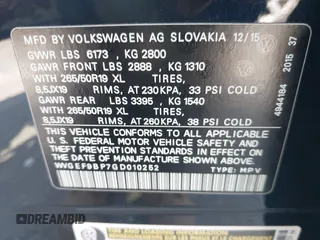 MFD. BY VOLKSWAGEN AG SLOVAKIA 12/15
GVWR LBS 6173 , KG 2800
GAWR FRONT LBS 2888 , KG 1310
WITH 265/50R19 XL TIRES,
8,5JX19 RIMS, AT 230KPA, 33 PSI COLD
GAWR REAR LBS 3395 , KG 1540
WITH 265/50R19 XL TIRES,
8,5JX19 RIMS, AT 260KPA, 38 PSI COLD
THIS VEHICLE CONFORMS TO ALL APPLICABLE
U.S. FEDERAL MOTOR VEHICLE SAFETY AND
THEFT PREVENTION STANDARDS IN EFFECT ON THE
DATE OF MANUFACTURE SHOWN ABOVE.
WVGEF9BP7GD010252 TYPE: MPV
4944184 2015 37